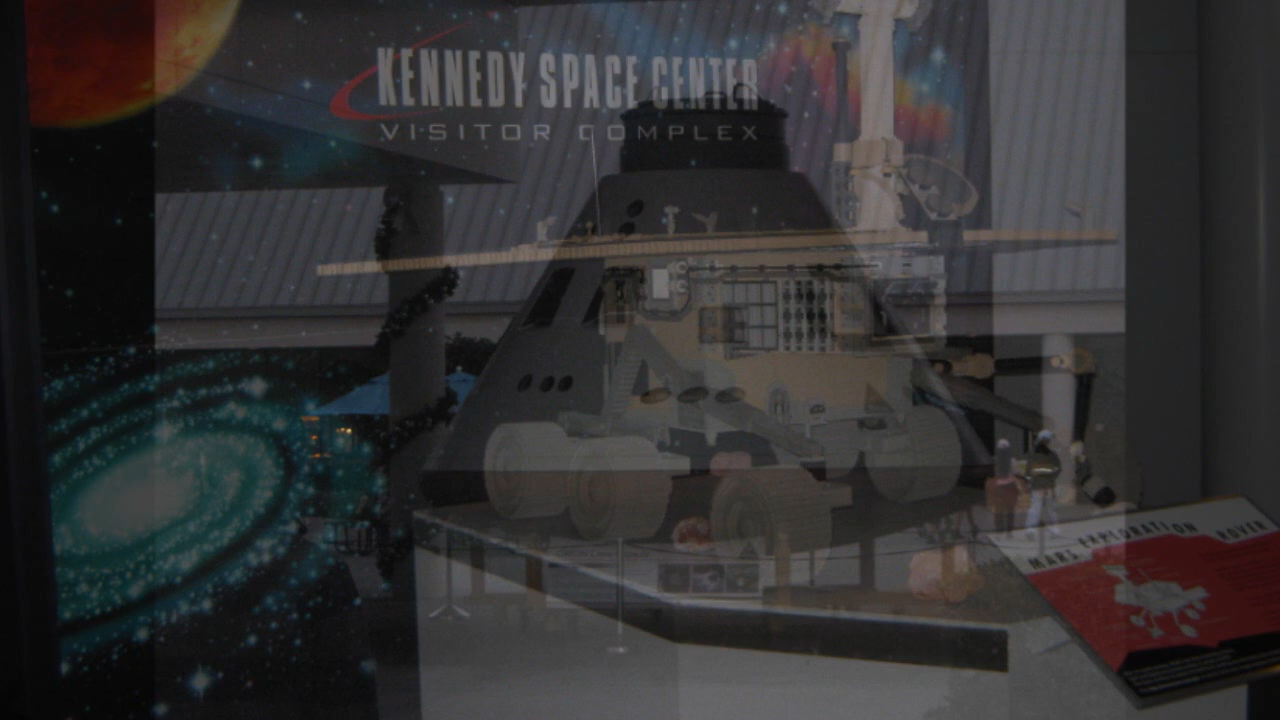 KENNEDY SPACE CENTER
VISITOR COMPLEX
MARS EXPLORATION ROVER